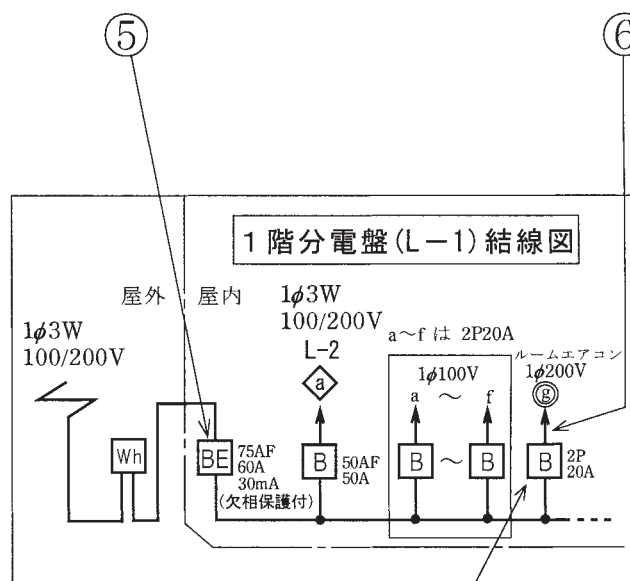 ⑤
⑥
1階分電盤(L−1)結線図
屋外 屋内
1φ3W
100/200V
1φ3W
100/200V
L−2
a
a〜f は 2P20A
1φ100V
a 〜 f
ルームエアコン
1φ200V
g
Wh
BE
75AF
60A
30mA
(欠相保護付)
B
50AF
50A
B 〜 B
B
2P
20A